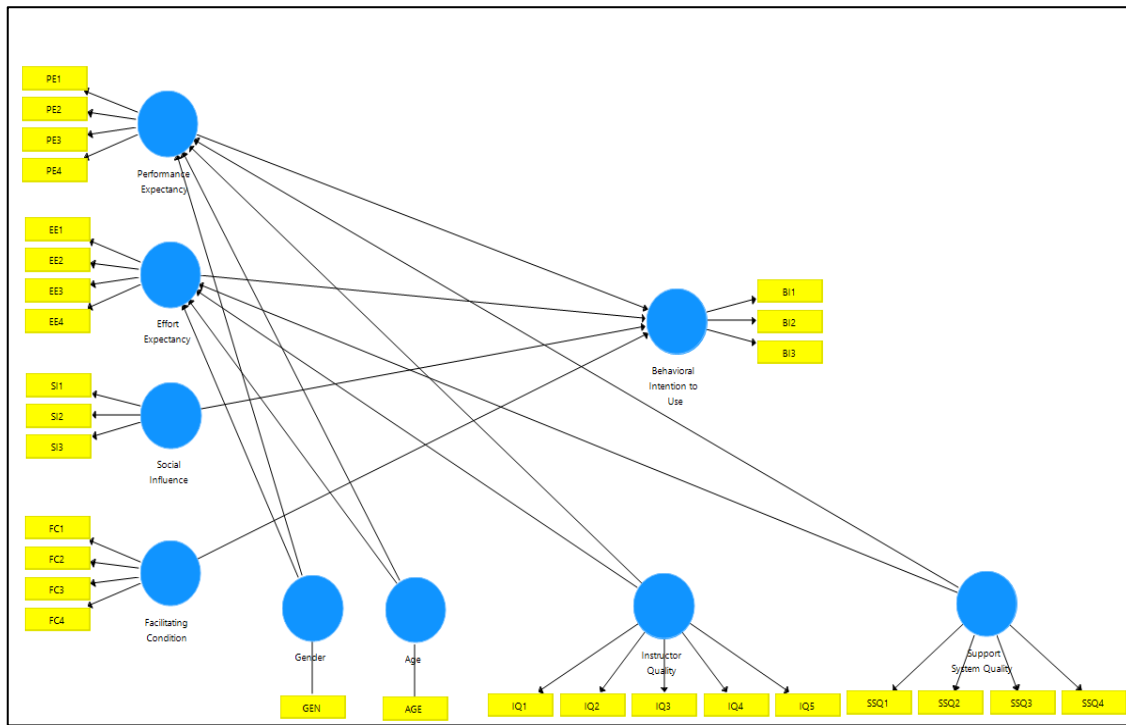 PE1
PE2
PE3
PE4
Performance
Expectancy
EE1
EE2
EE3
EE4
Effort
Expectancy
SI1
SI2
SI3
Social
Influence
FC1
FC2
FC3
FC4
Facilitating
Condition
BI1
BI2
BI3
Behavioral
Intention to
Use
Gender
GEN
Age
AGE
Instructor
Quality
IQ1
IQ2
IQ3
IQ4
IQ5
Support
System Quality
SSQ1
SSQ2
SSQ3
SSQ4